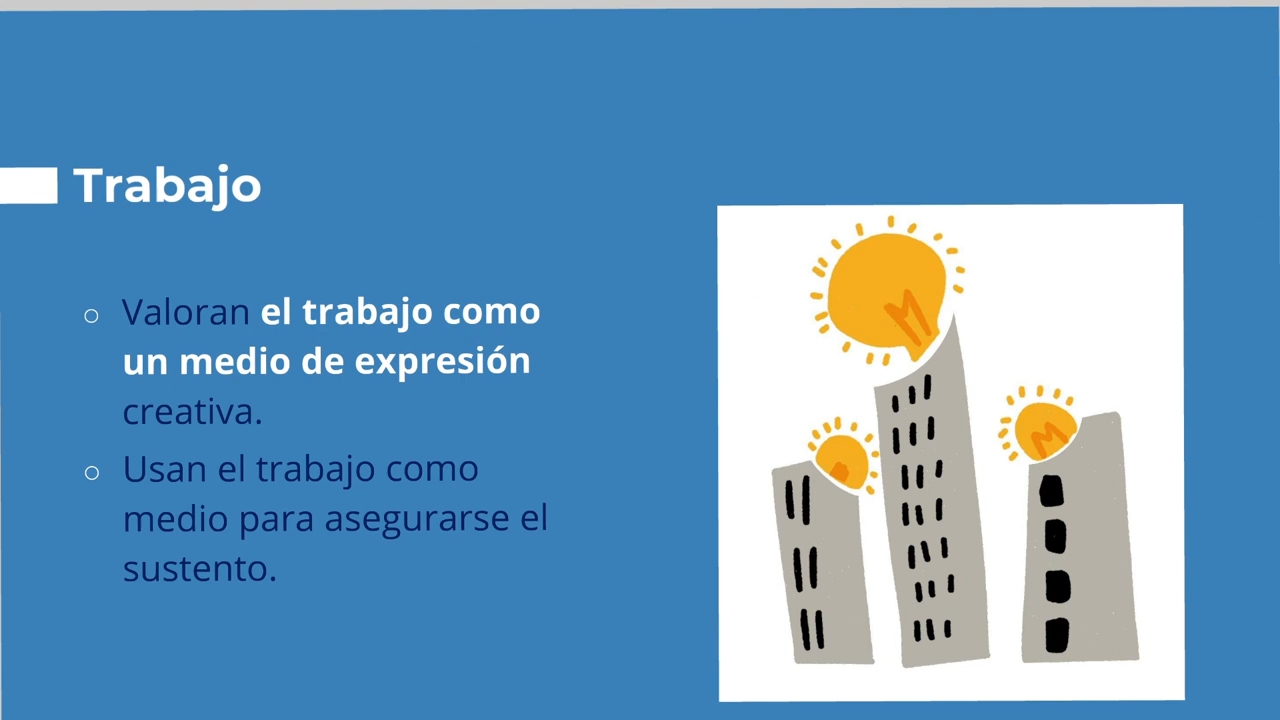 Trabajo
○ Valoran el trabajo como
un medio de expresión
creativa.
○ Usan el trabajo como
medio para asegurarse el
sustento.